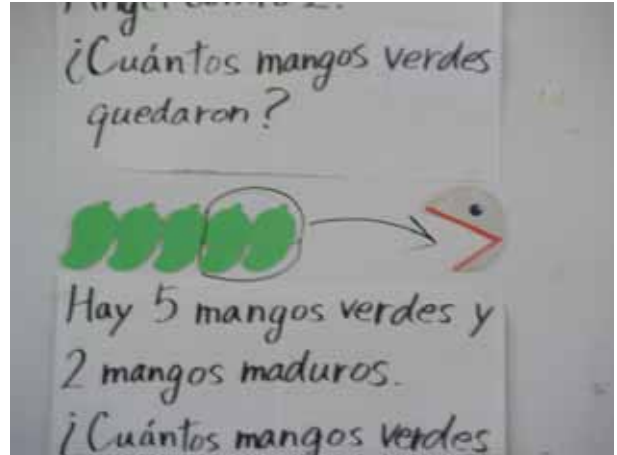 ¿Cuántos mangos verdes
quedaron?
Hay 5 mangos verdes y
2 mangos maduros.
¿Cuántos mangos verdes